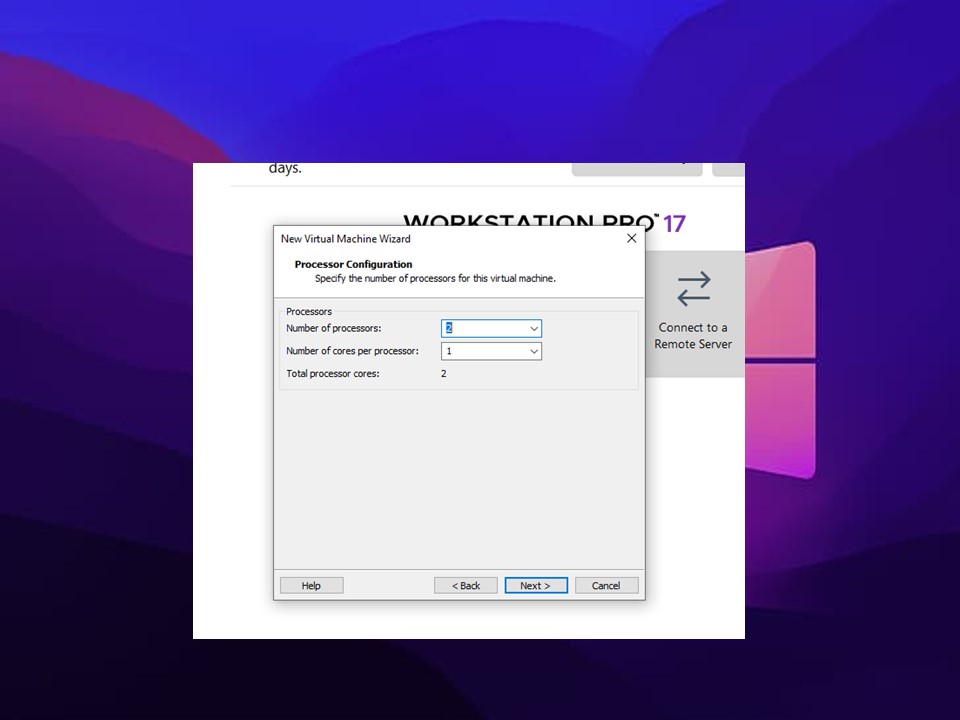 days.
WORKSTATION PRO™ 17
New Virtual Machine Wizard
Processor Configuration
Specify the number of processors for this virtual machine.
Processors
Number of processors: 2
Number of cores per processor: 1
Total processor cores: 2
Connect to a
Remote Server
Help < Back Next > Cancel